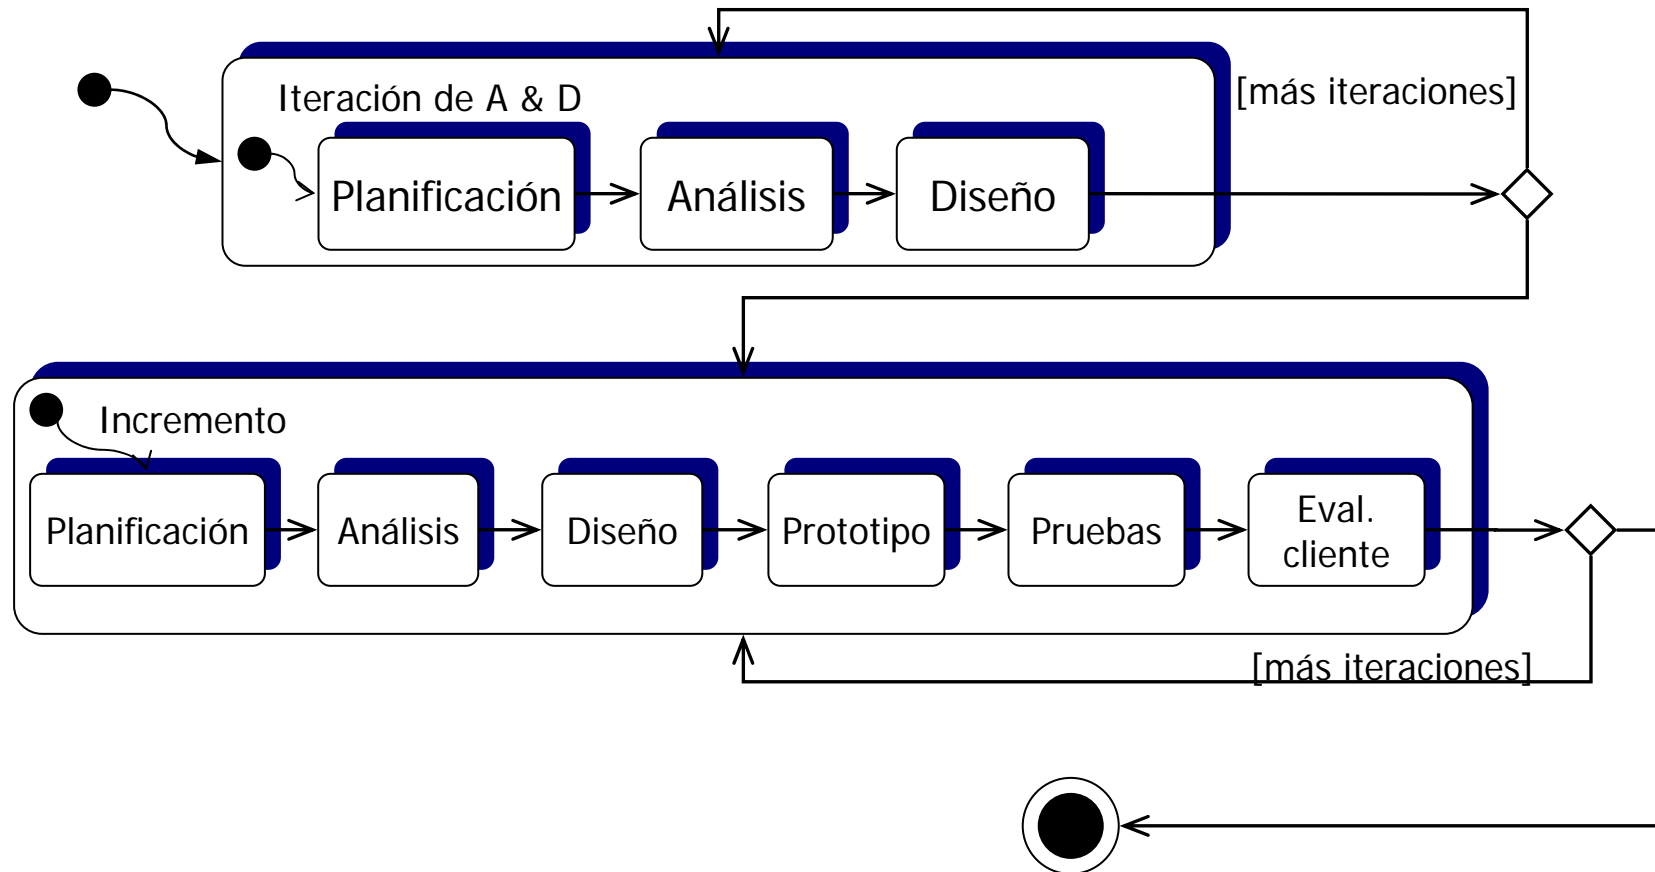 Iteración de A & D
[más iteraciones]
Planificación
Análisis
Diseño
Incremento
Planificación
Análisis
Diseño
Prototipo
Pruebas
Eval.
cliente
[más iteraciones]